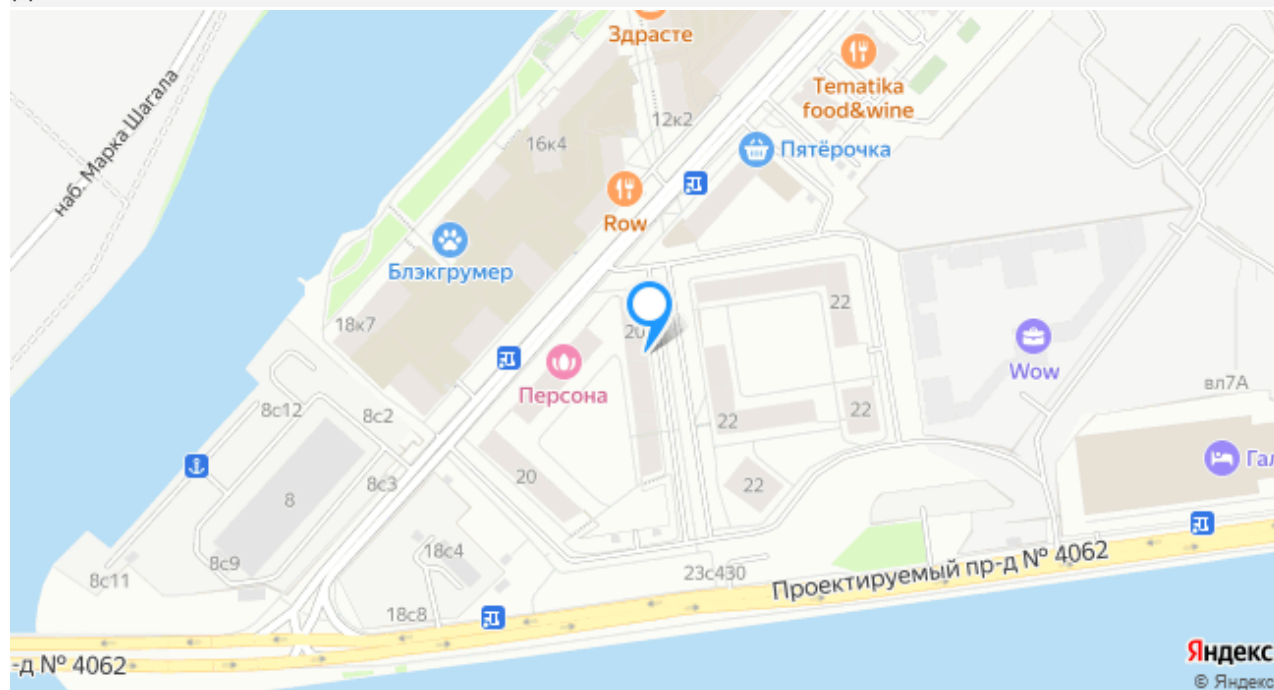 Здрасте
Tematika
food&wine
12к2
16к4
Пятёрочка
наб. Марка Шагала
Row
Блэкгрумер
22
18к7
20
Wow
Персона
вл7А
8с12
8с2
22
22
Гал
8с3
20
22
8
18с4
8с9
23с430
8с11
Проектируемый пр-д № 4062
18с8
-д № 4062
Яндекс
© Яндекс